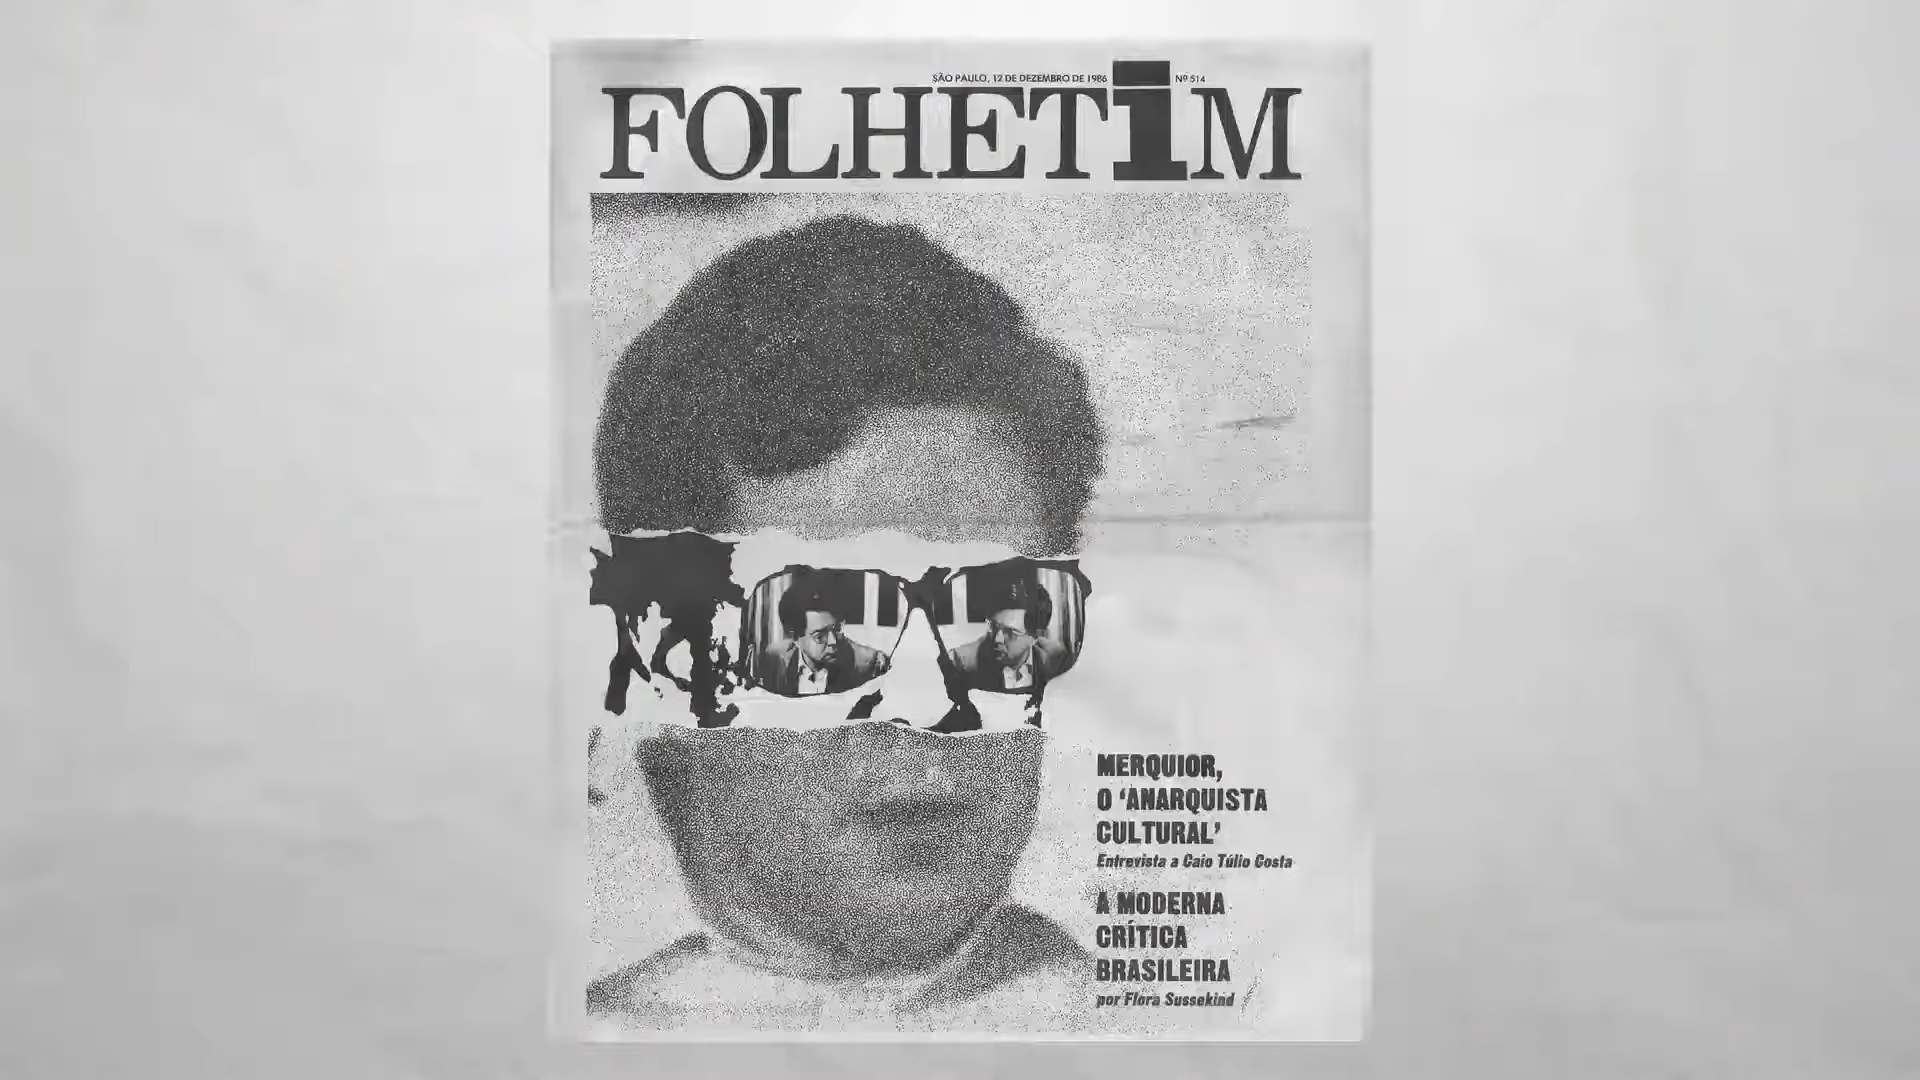 SÃO PAULO, 12 DE DEZEMBRO DE 1986 Nº 514
FOLHETiM
MERQUIOR,
O ‘ANARQUISTA
CULTURAL’
Entrevista a Caio Túlio Costa
A MODERNA
CRÍTICA
BRASILEIRA
por Flora Sussekind